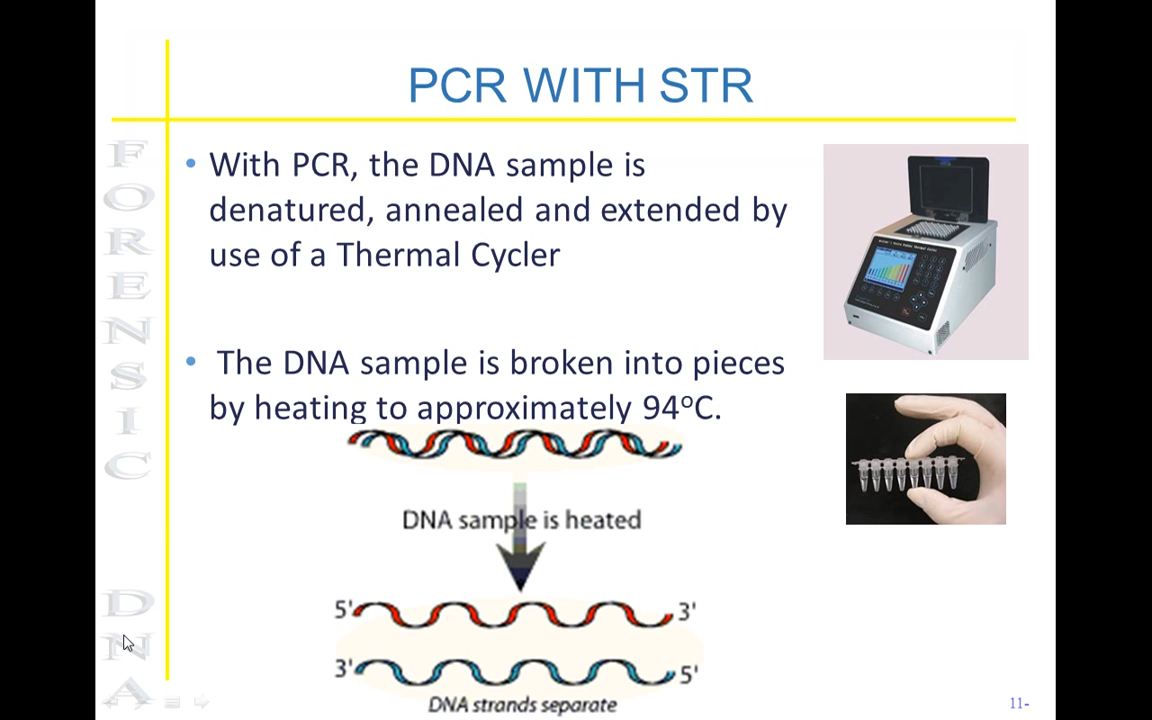 PCR WITH STR
FORENSIC DNA
• With PCR, the DNA sample is
denatured, annealed and extended by
use of a Thermal Cycler
• The DNA sample is broken into pieces
by heating to approximately 94°C.
DNA sample is heated
5' 3'
3' 5'
DNA strands separate
11-